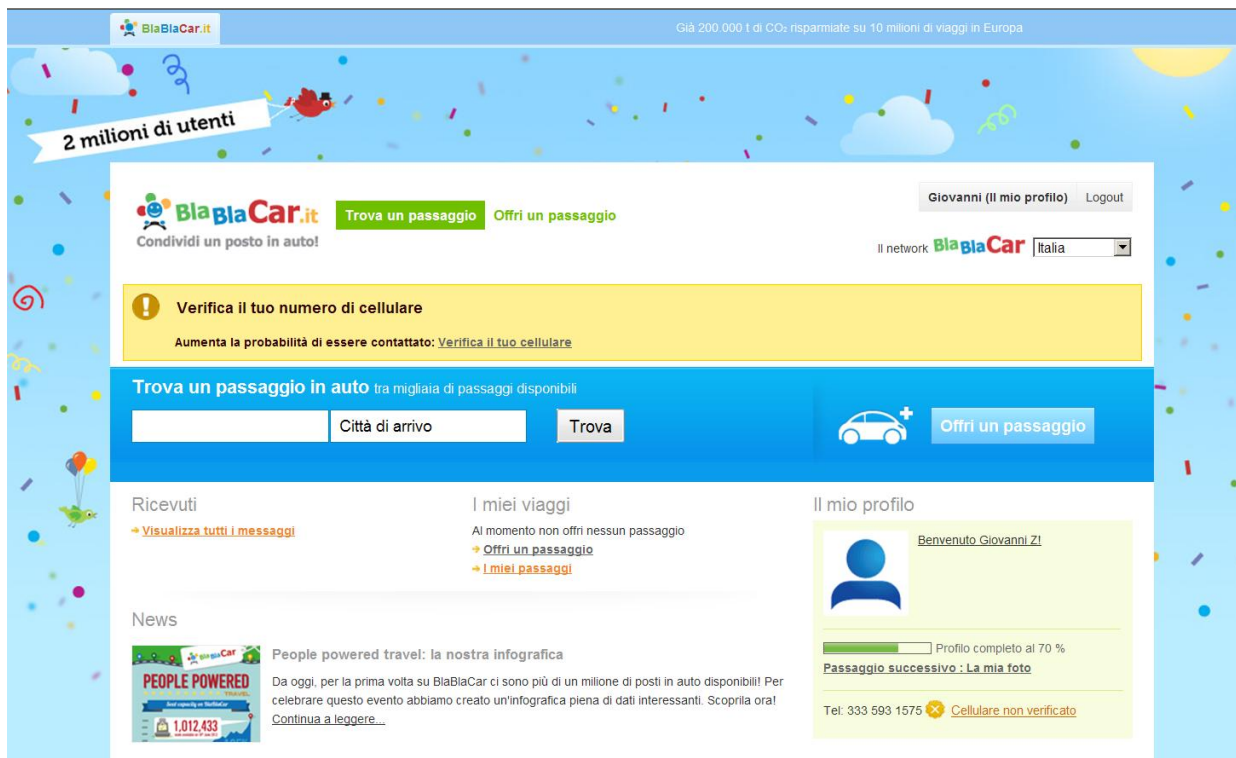 BlaBlaCar.it
Già 200 000 t di CO₂ risparmiate su 10 milioni di viaggi in Europa
2 milioni di utenti
BlaBlaCar.it
Condividi un posto in auto!
Trova un passaggio
Offri un passaggio
Giovanni (Il mio profilo) Logout
Il network BlaBlaCar Italia
Verifica il tuo numero di cellulare
Aumenta la probabilità di essere contattato: Verifica il tuo cellulare
Trova un passaggio in auto tra migliaia di passaggi disponibili
Città di arrivo
Trova
Offri un passaggio
Ricevuti
Visualizza tutti i messaggi
I miei viaggi
Al momento non offri nessun passaggio
Offri un passaggio
I miei passaggi
Il mio profilo
Benvenuto Giovanni Z!
Profilo completo al 70 %
Passaggio successivo : La mia foto
Tel: 333 593 1575 Cellulare non verificato
News
BlaBlaCar
PEOPLE POWERED
TRAVEL
1,012,433
People powered travel: la nostra infografica
Da oggi, per la prima volta su BlaBlaCar ci sono più di un milione di posti in auto disponibili! Per
celebrare questo evento abbiamo creato un'infografica piena di dati interessanti. Scoprila ora!
Continua a leggere...